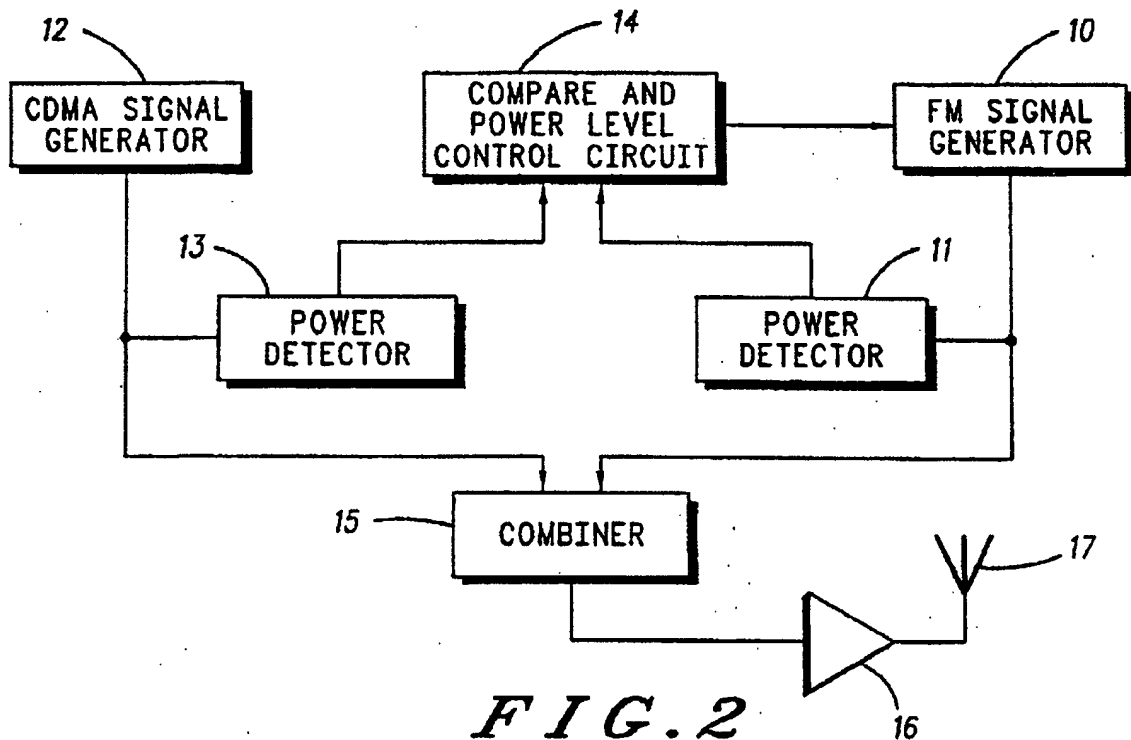 12
14
10
CDMA SIGNAL
GENERATOR
COMPARE AND
POWER LEVEL
CONTROL CIRCUIT
FM SIGNAL
GENERATOR
13
11
POWER
DETECTOR
POWER
DETECTOR
15
COMBINER
17
16
FIG.2